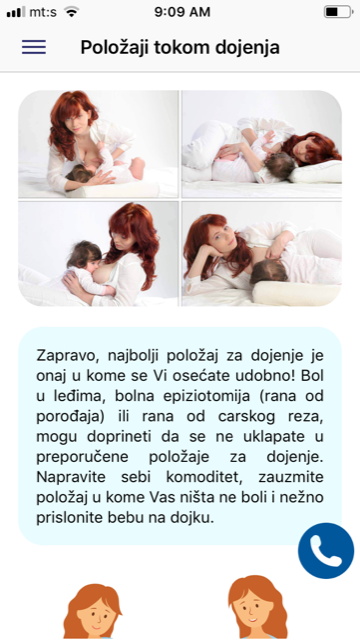 mt:s
9:09 AM
Položaji tokom dojenja
Zapravo, najbolji položaj za dojenje je
onaj u kome se Vi osećate udobno! Bol
u leđima, bolna epiziotomija (rana od
porođaja) ili rana od carskog reza,
mogu doprineti da se ne uklapate u
preporučene položaje za dojenje.
Napravite sebi komoditet, zauzmite
položaj u kome Vas ništa ne boli i nežno
prislonite bebu na dojku.